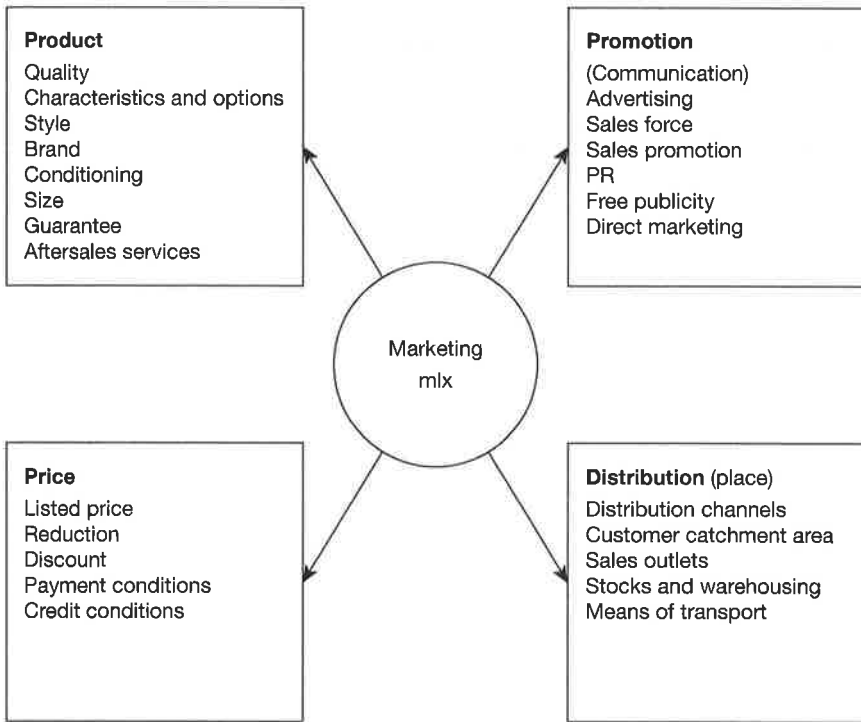 Product
Quality
Characteristics and options
Style
Brand
Conditioning
Size
Guarantee
Aftersales services
Promotion
(Communication)
Advertising
Sales force
Sales promotion
PR
Free publicity
Direct marketing
Marketing
mlx
Price
Listed price
Reduction
Discount
Payment conditions
Credit conditions
Distribution (place)
Distribution channels
Customer catchment area
Sales outlets
Stocks and warehousing
Means of transport